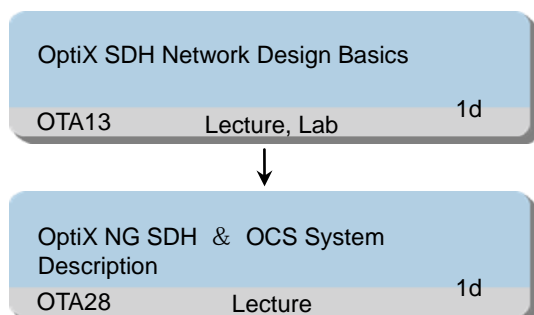 OptiX SDH Network Design Basics
1d
OTA13 Lecture, Lab
OptiX NG SDH & OCS System
Description
1d
OTA28 Lecture